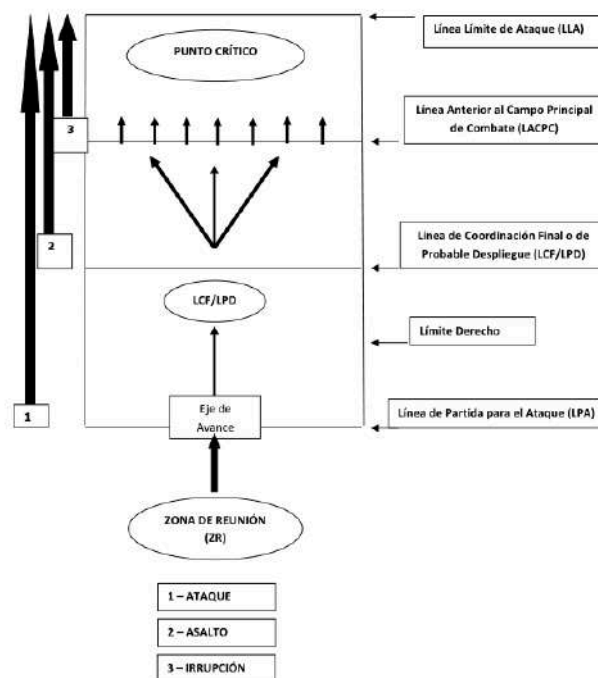 Línea Límite de Ataque (LLA)
PUNTO CRÍTICO
3
Línea Anterior al Campo Principal
de Combate (LACPC)
2
Línea de Coordinación Final o de
Probable Despliegue (LCF/LPD)
LCF/LPD
Límite Derecho
1
Eje de
Avance
Línea de Partida para el Ataque (LPA)
ZONA DE REUNIÓN
(ZR)
1 – ATAQUE
2 – ASALTO
3 – IRRUPCIÓN